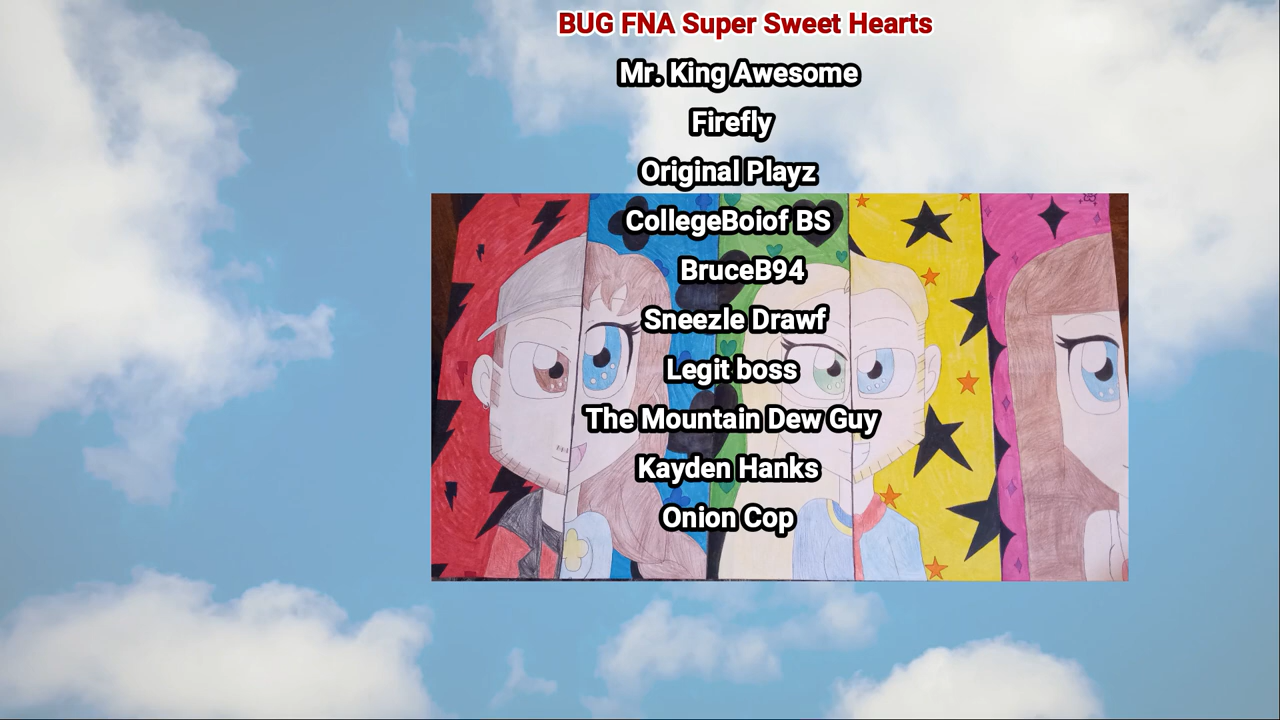 BUG FNA Super Sweet Hearts
Mr. King Awesome
Firefly
Original Playz
CollegeBoiof BS
BruceB94
Sneezle Drawf
Legit boss
The Mountain Dew Guy
Kayden Hanks
Onion Cop